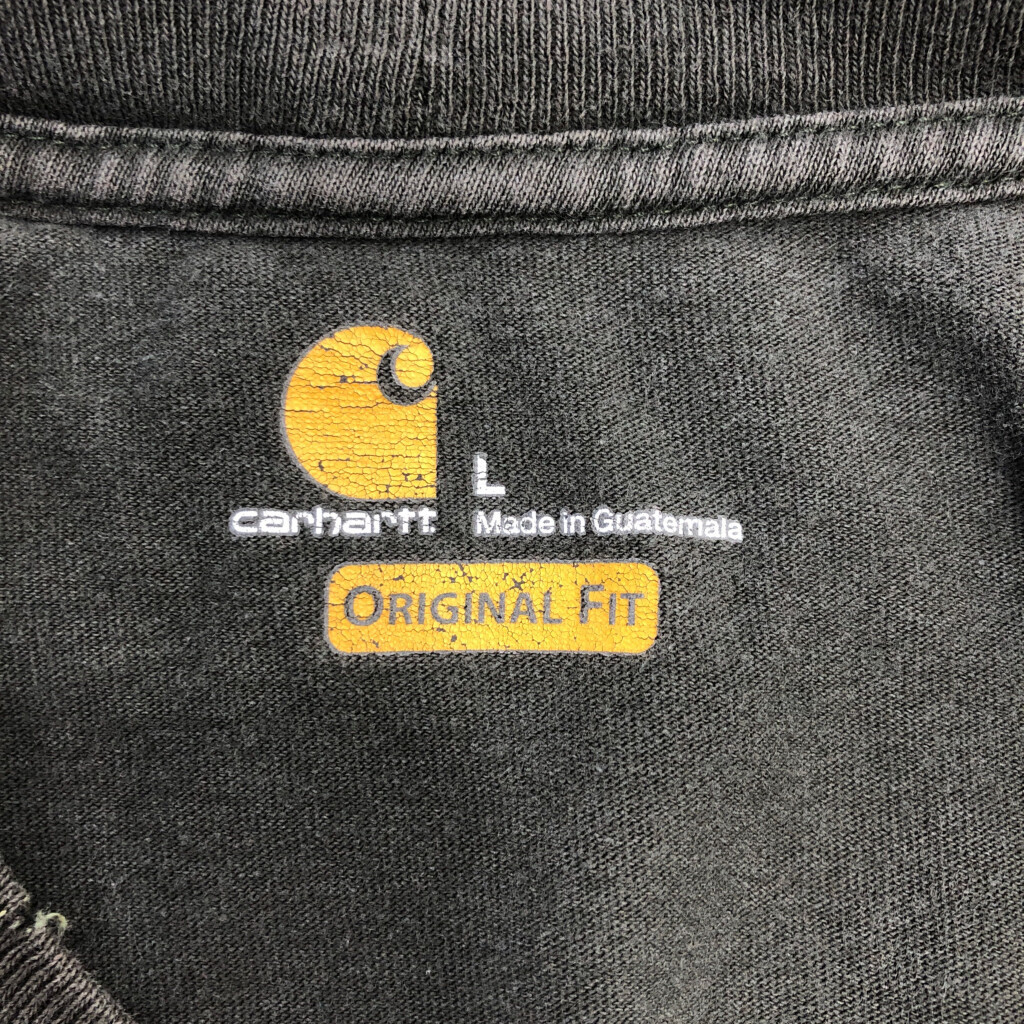 L
carhartt Made in Guatemala
ORIGINAL FIT